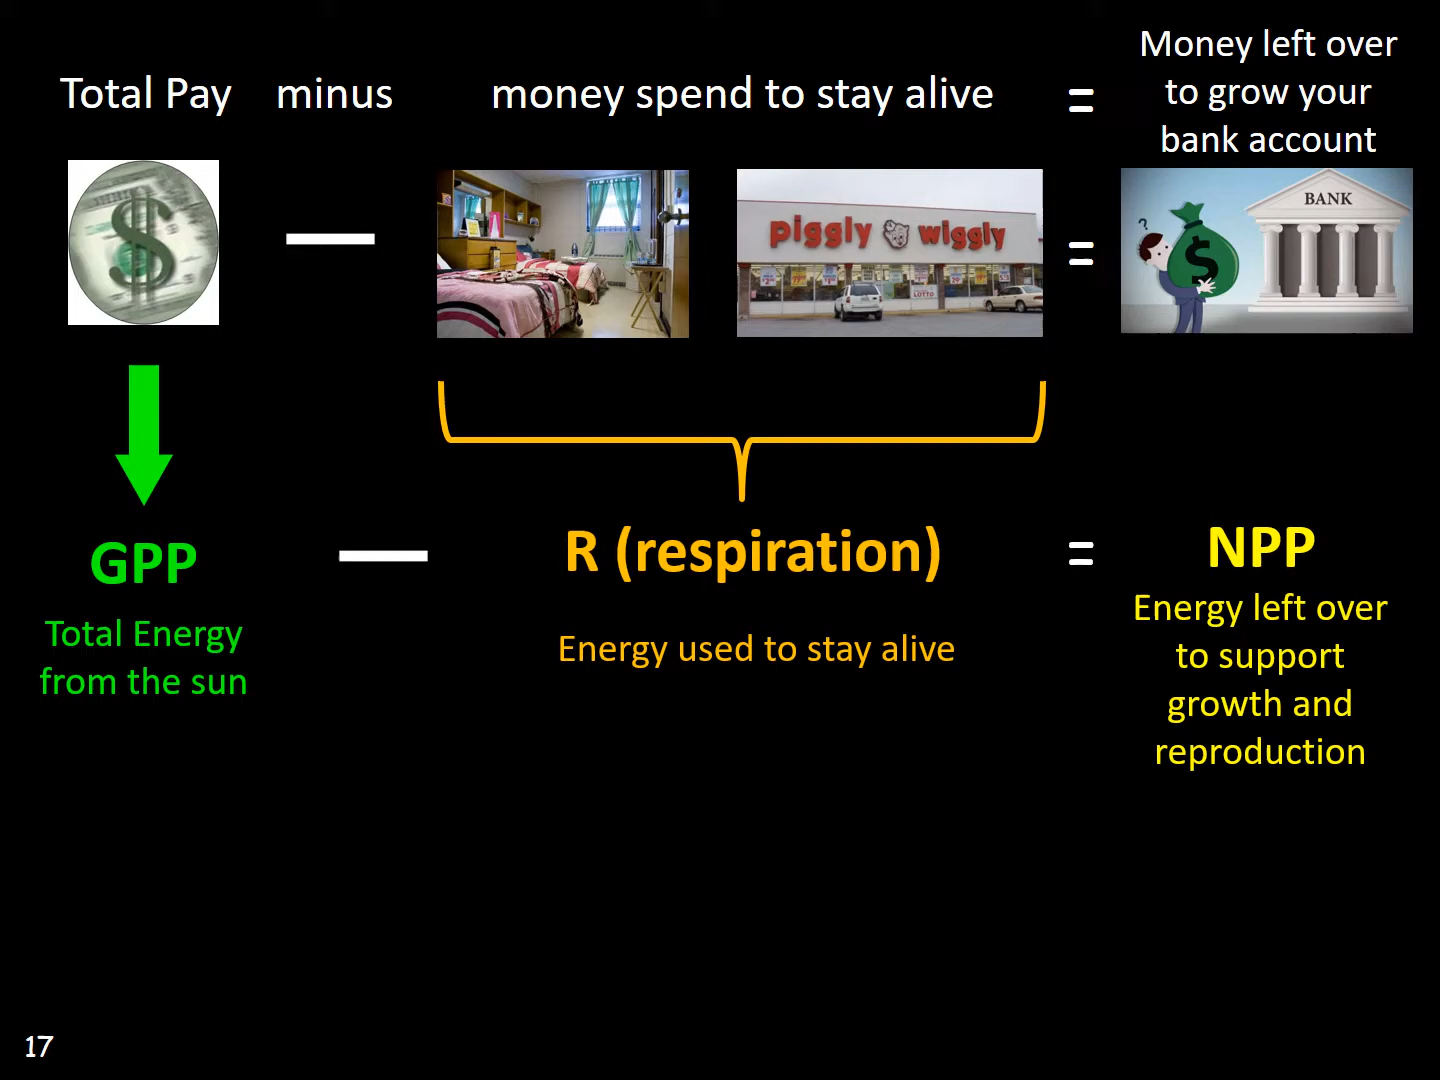 Total Pay minus money spend to stay alive =
Money left over
to grow your
bank account
$
piggly wiggly
LOTTO
=
?
$
BANK
GPP — R (respiration) = NPP
Total Energy
from the sun
Energy used to stay alive
Energy left over
to support
growth and
reproduction
17